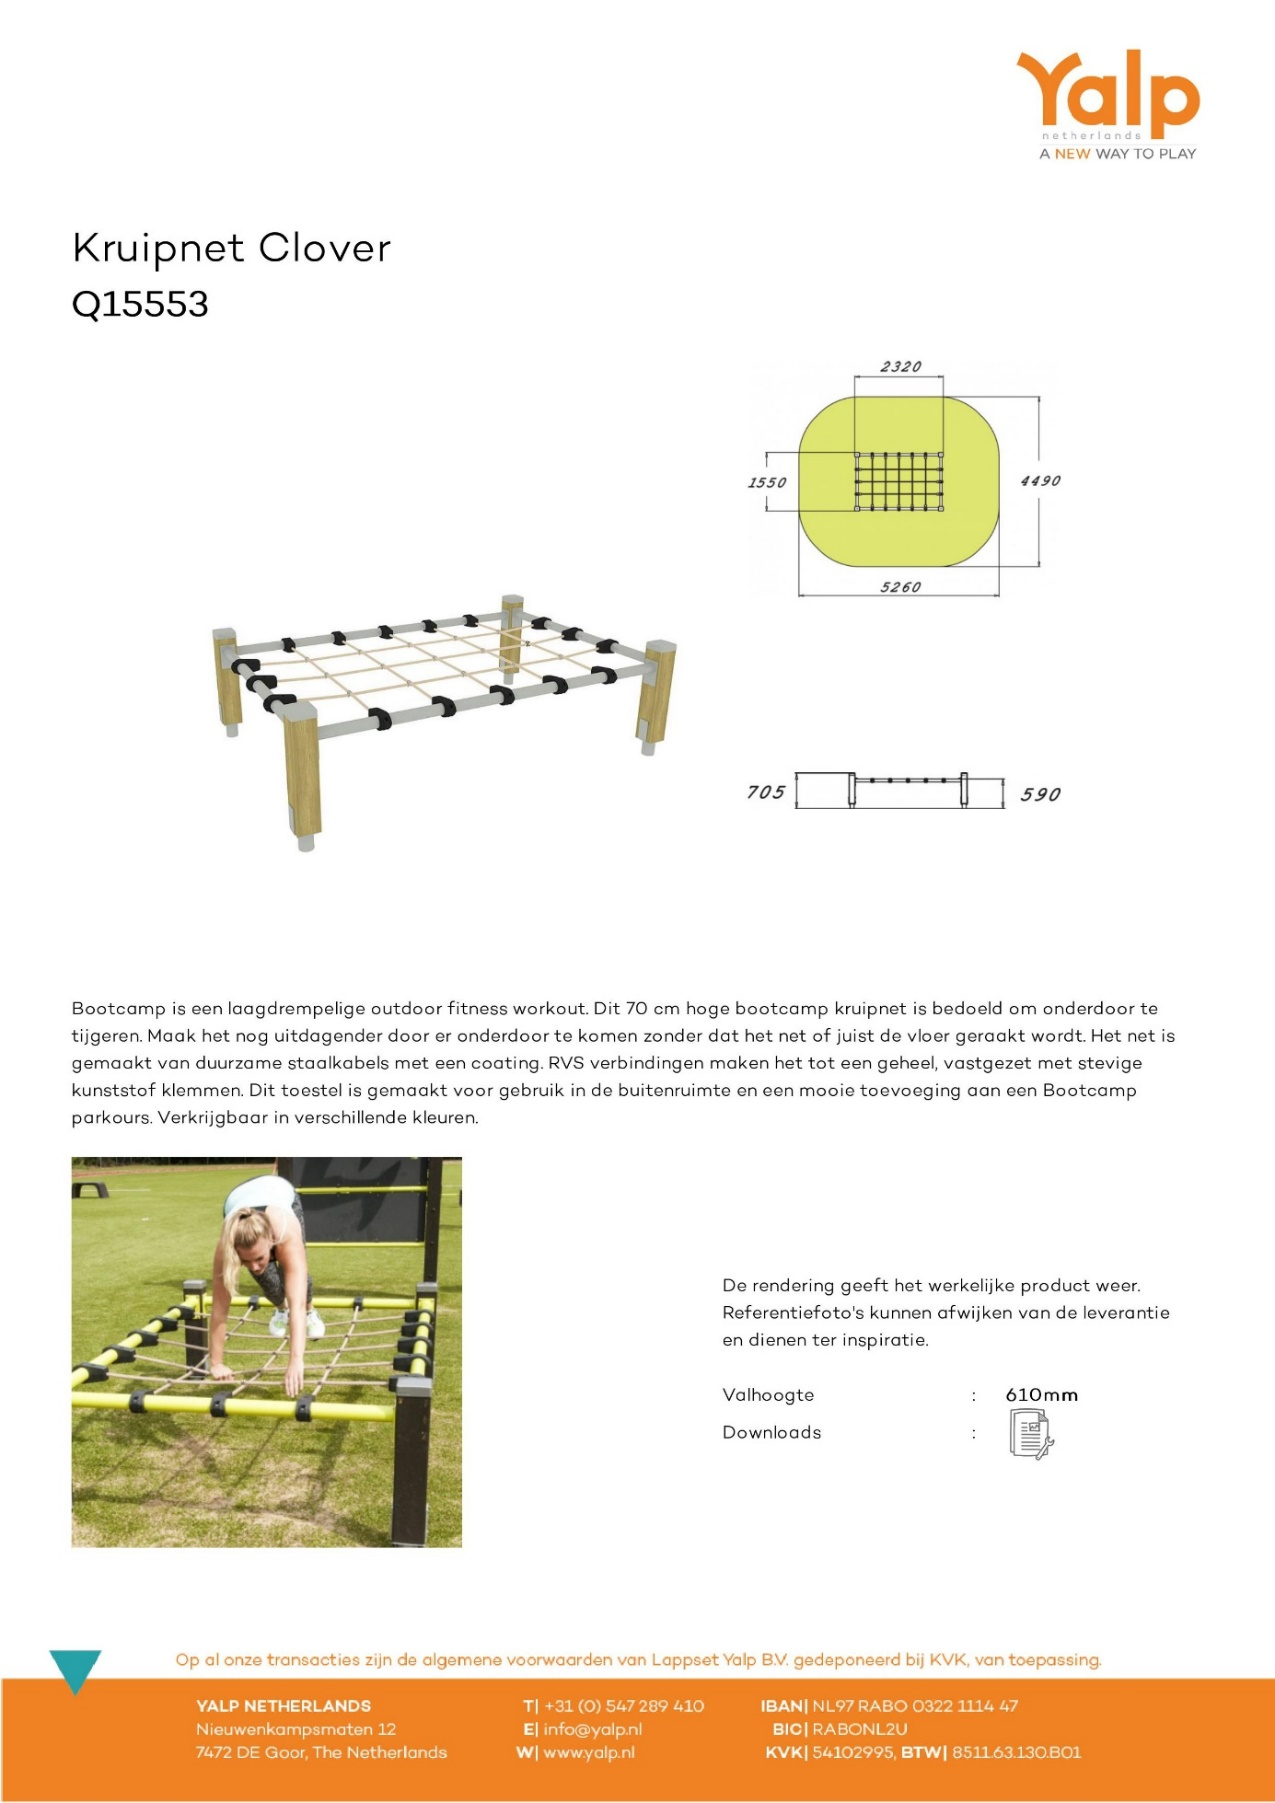 Yalp
netherlands
A NEW WAY TO PLAY
Kruipnet Clover
Q15553
2320
1550
4490
5260
705
590
Bootcamp is een laagdrempelige outdoor fitness workout. Dit 70 cm hoge bootcamp kruipnet is bedoeld om onderdoor te
tijgeren. Maak het nog uitdagender door er onderdoor te komen zonder dat het net of juist de vloer geraakt wordt. Het net is
gemaakt van duurzame staalkabels met een coating. RVS verbindingen maken het tot een geheel, vastgezet met stevige
kunststof klemmen. Dit toestel is gemaakt voor gebruik in de buitenruimte en een mooie toevoeging aan een Bootcamp
parkours. Verkrijgbaar in verschillende kleuren.
De rendering geeft het werkelijke product weer.
Referentiefoto's kunnen afwijken van de leverantie
en dienen ter inspiratie.
Valhoogte : 610mm
Downloads :
Op al onze transacties zijn de algemene voorwaarden van Lappset Yalp B.V. gedeponeerd bij KVK, van toepassing.
YALP NETHERLANDS T| +31 (0) 547 289 410 IBAN| NL97 RABO 0322 1114 47
Nieuwenkampsmaten 12 E| info@yalp.nl BIC| RABONL2U
7472 DE Goor, The Netherlands W| www.yalp.nl KVK| 54102995, BTW| 8511.63.130.B01